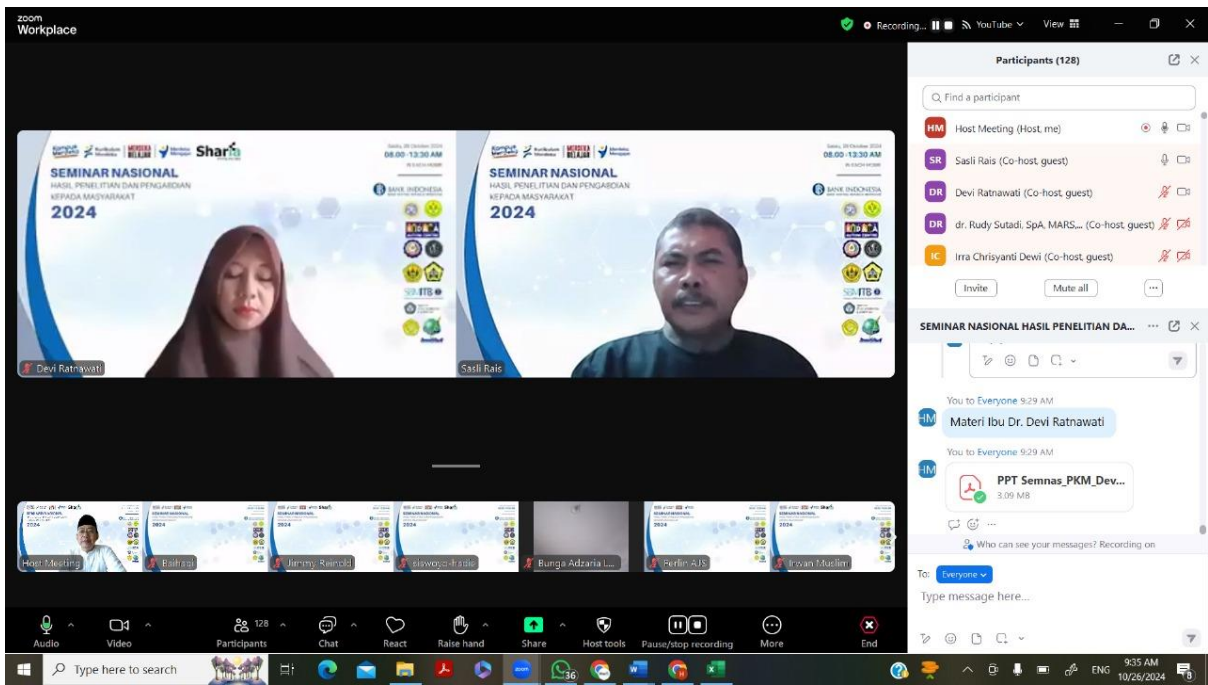 zoom
Workplace
Recording...
YouTube
View
Participants (128)
Find a participant
HM
Host Meeting (Host, me)
SR
Sasli Rais (Co-host, guest)
DR
Devi Ratnawati (Co-host, guest)
DR
dr. Rudy Sutadi, SpA, MARS,... (Co-host, guest)
IC
Irra Chrisyanti Dewi (Co-host, guest)
Invite
Mute all
SEMINAR NASIONAL HASIL PENELITIAN DA...
You to Everyone 9:29 AM
HM
Materi Ibu Dr. Devi Ratnawati
You to Everyone 9:29 AM
HM
PPT Semnas_PKM_Dev...
3.09 MB
Who can see your messages? Recording on
To:
Everyone
Type message here...
Sharia
08.00 -13:30 AM
SEMINAR NASIONAL
HASIL PENELITIAN DAN PENGABDIAN
KEPADA MASYARAKAT
2024
BANK INDONESIA
Devi Ratnawati
08.00 -13:30 AM
SEMINAR NASIONAL
HASIL PENELITIAN DAN PENGABDIAN
KEPADA MASYARAKAT
2024
BANK INDONESIA
Sasli Rais
Host Meeting
Baihaqi
Jimmy Reinold
siswoyo-hadie
Bunga Adzaria L...
Ferlin AJS
Irwan Muslim
Audio
Video
128
Participants
Chat
React
Raise hand
Share
Host tools
Pause/stop recording
More
End
Type here to search
36
ENG
9:35 AM
10/26/2024